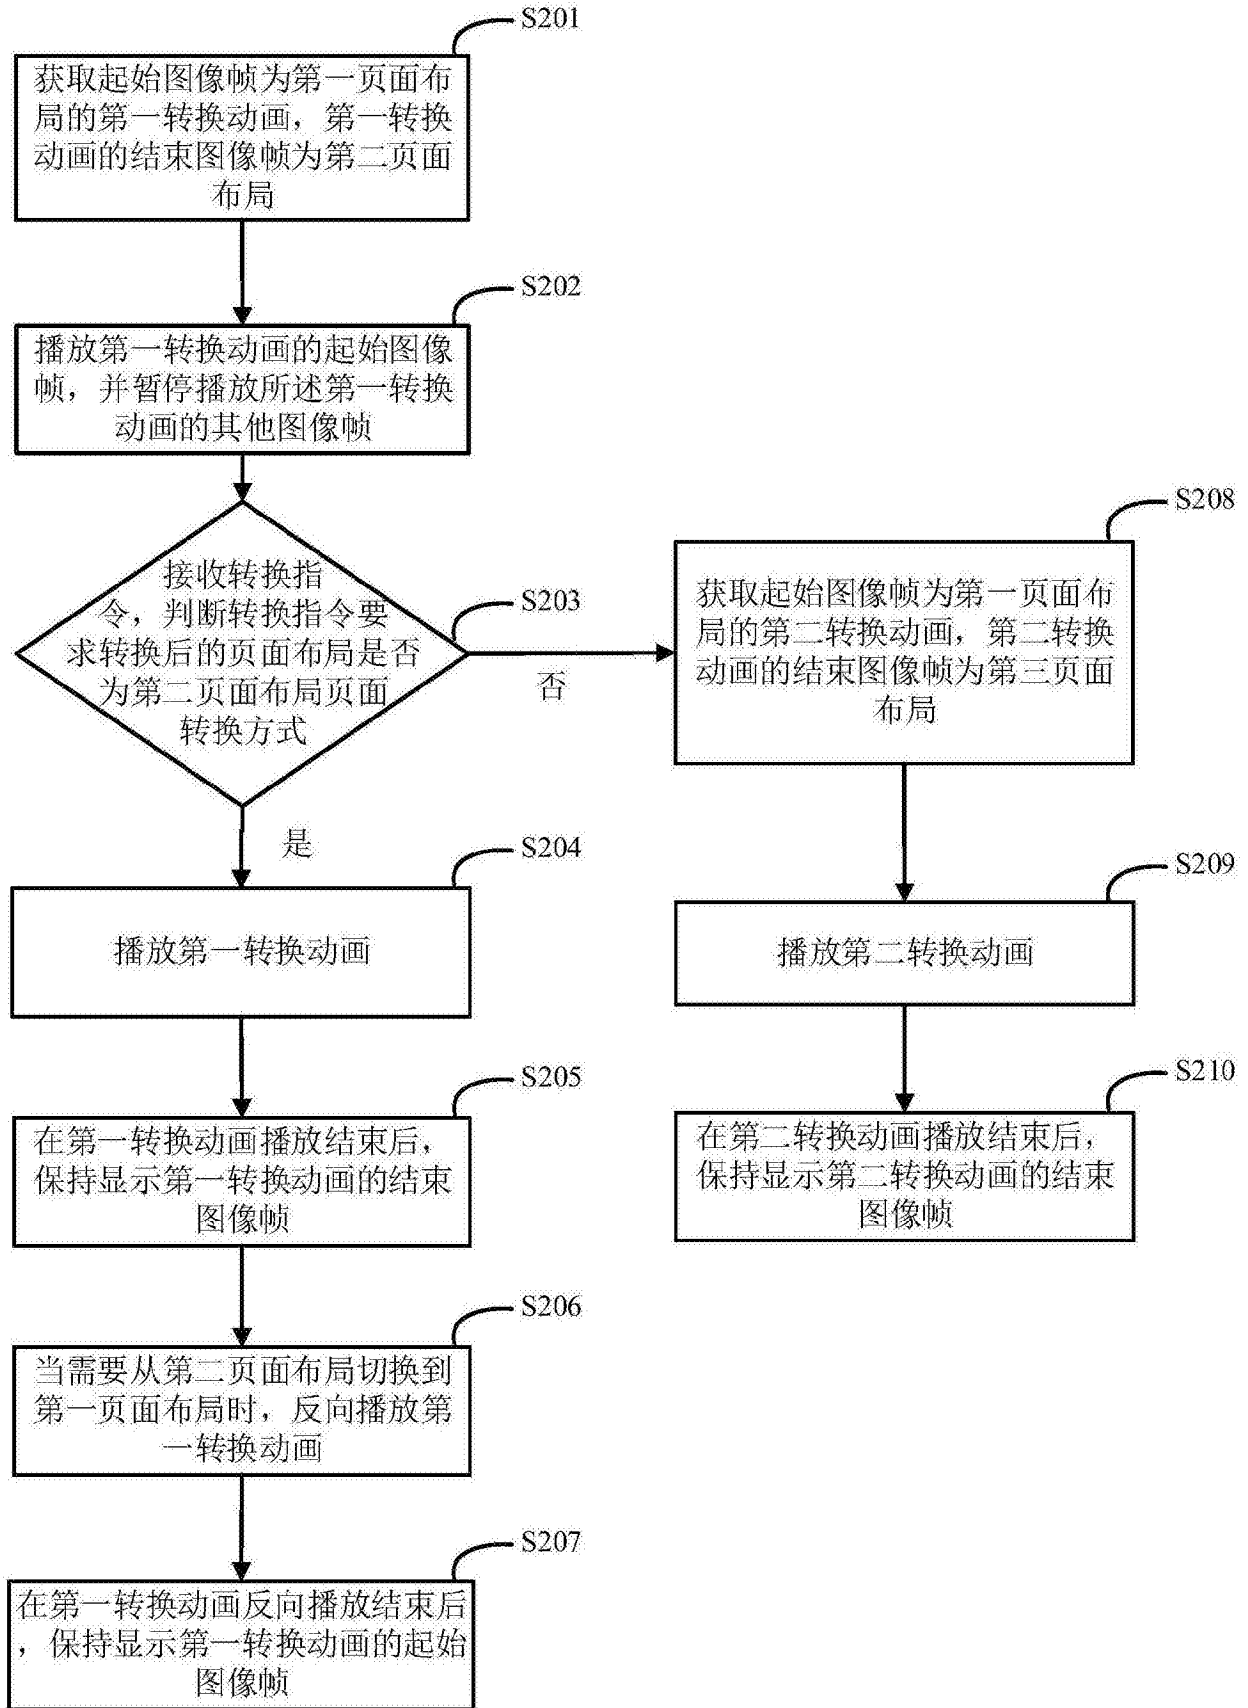 S201
获取起始图像帧为第一页面布
局的第一转换动画，第一转换
动画的结束图像帧为第二页面
布局
S202
播放第一转换动画的起始图像
帧，并暂停播放所述第一转换
动画的其他图像帧
S203
接收转换指
令，判断转换指令要
求转换后的页面布局是否
为第二页面布局页面
转换方式
否
是
S204
播放第一转换动画
S205
在第一转换动画播放结束后，
保持显示第一转换动画的结束
图像帧
S206
当需要从第二页面布局切换到
第一页面布局时，反向播放第
一转换动画
S207
在第一转换动画反向播放结束后
，保持显示第一转换动画的起始
图像帧
S208
获取起始图像帧为第一页面布
局的第二转换动画，第二转换
动画的结束图像帧为第三页面
布局
S209
播放第二转换动画
S210
在第二转换动画播放结束后，
保持显示第二转换动画的结束
图像帧